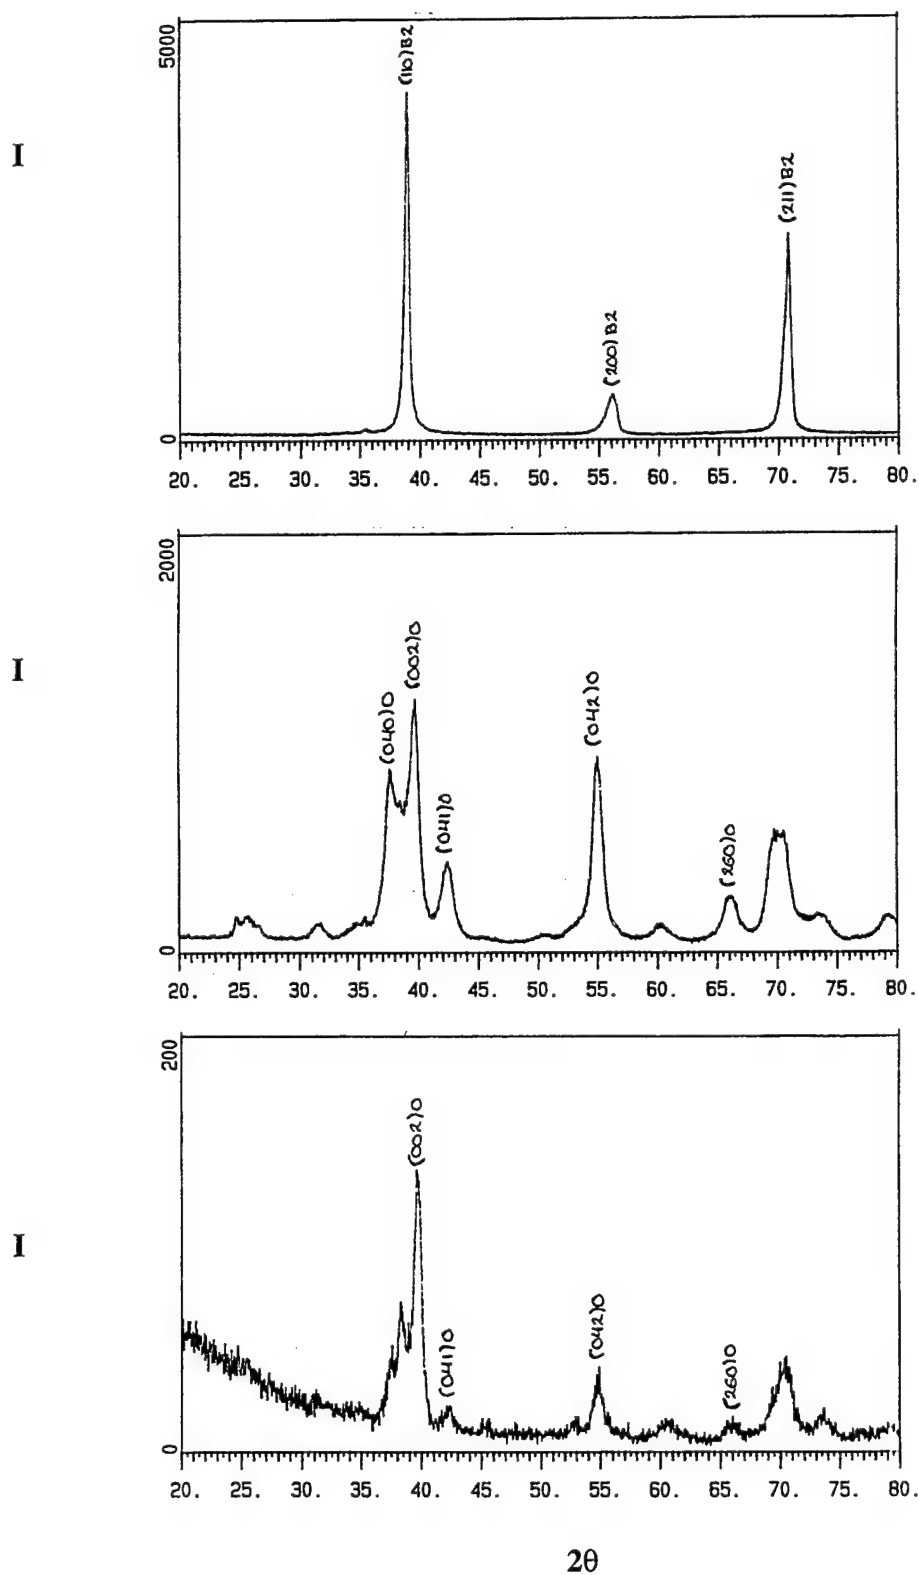 5000
I
(110)B2
(200)B2
(211)B2
0
20. 25. 30. 35. 40. 45. 50. 55. 60. 65. 70. 75. 80.
2000
I
(040)O
(002)O
(041)O
(042)O
(260)O
0
20. 25. 30. 35. 40. 45. 50. 55. 60. 65. 70. 75. 80.
200
I
(002)O
(041)O
(042)O
(260)O
0
20. 25. 30. 35. 40. 45. 50. 55. 60. 65. 70. 75. 80.
2θ